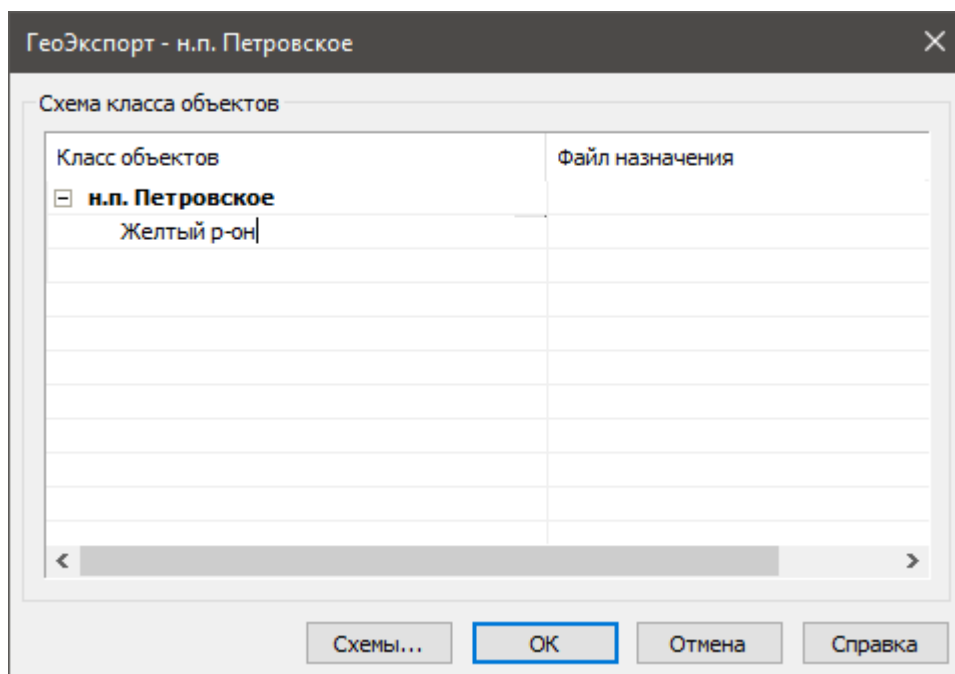 ГеоЭкспорт - н.п. Петровское
Схема класса объектов
Класс объектов Файл назначения
н.п. Петровское
Желтый р-он
Схемы... OK Отмена Справка